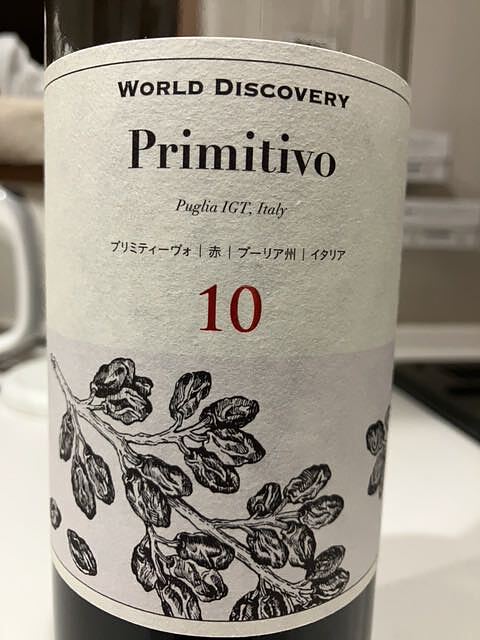 WORLD DISCOVERY
Primitivo
Puglia IGT, Italy
プリミティーヴォ | 赤 | プーリア州 | イタリア
10